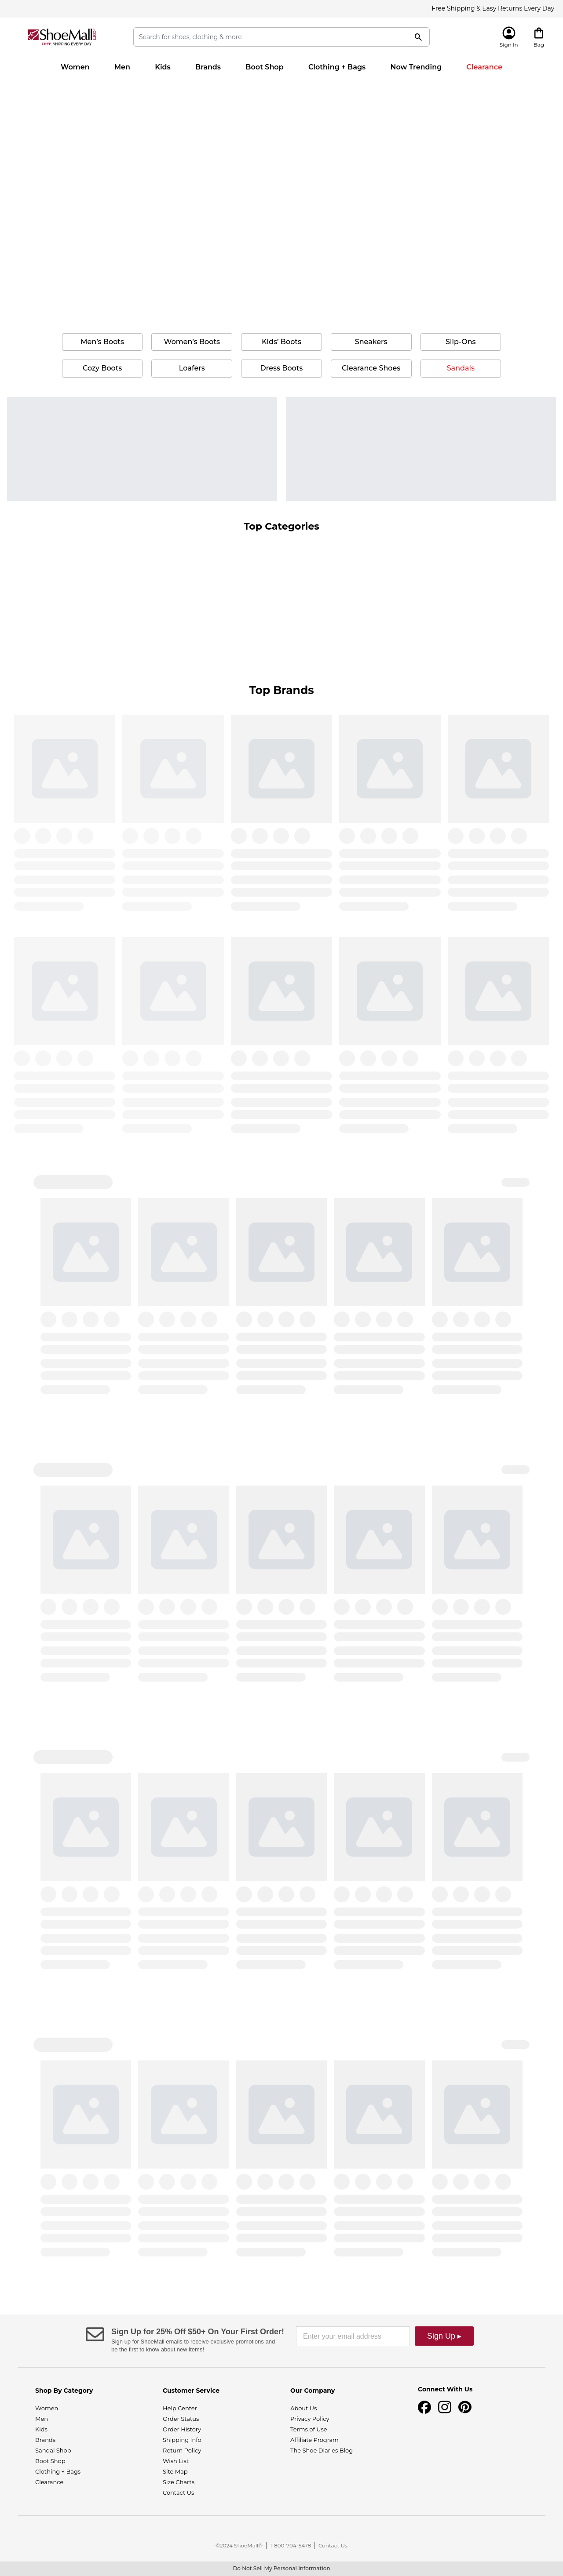 Free Shipping & Easy Returns Every Day
ShoeMall
FREE SHIPPING EVERY DAY
Search for shoes, clothing & more
Sign In
Bag
Women
Men
Kids
Brands
Boot Shop
Clothing + Bags
Now Trending
Clearance
Men's Boots
Women's Boots
Kids' Boots
Sneakers
Slip-Ons
Cozy Boots
Loafers
Dress Boots
Clearance Shoes
Sandals
Top Categories
Top Brands
Sign Up for 25% Off $50+ On Your First Order!
Sign up for ShoeMall emails to receive exclusive promotions and
be the first to know about new items!
Enter your email address
Sign Up ▸
Shop By Category
Women
Men
Kids
Brands
Sandal Shop
Boot Shop
Clothing + Bags
Clearance
Customer Service
Help Center
Order Status
Order History
Shipping Info
Return Policy
Wish List
Site Map
Size Charts
Contact Us
Our Company
About Us
Privacy Policy
Terms of Use
Affiliate Program
The Shoe Diaries Blog
Connect With Us
©2024 ShoeMall® | 1-800-704-5478 | Contact Us
Do Not Sell My Personal Information